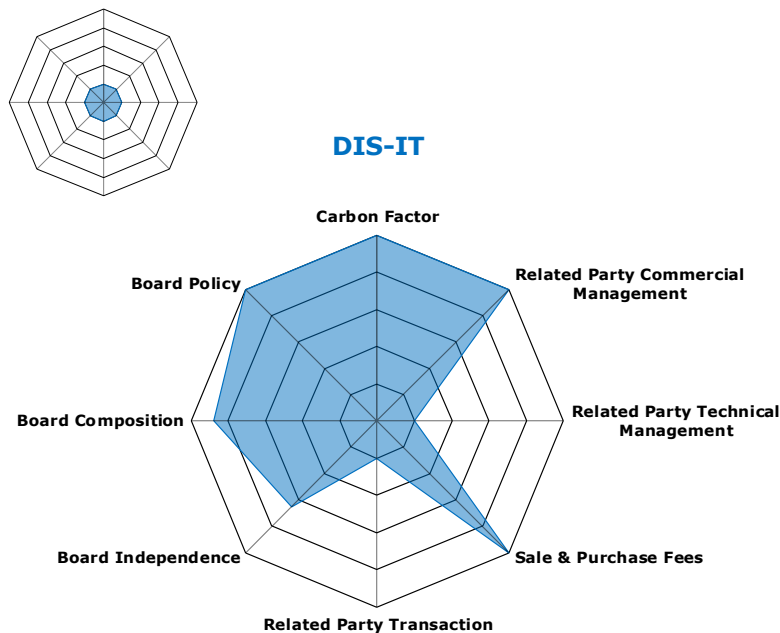 DIS-IT
Carbon Factor
Related Party Commercial
Management
Board Policy
Related Party Technical
Management
Board Composition
Board Independence
Sale & Purchase Fees
Related Party Transaction